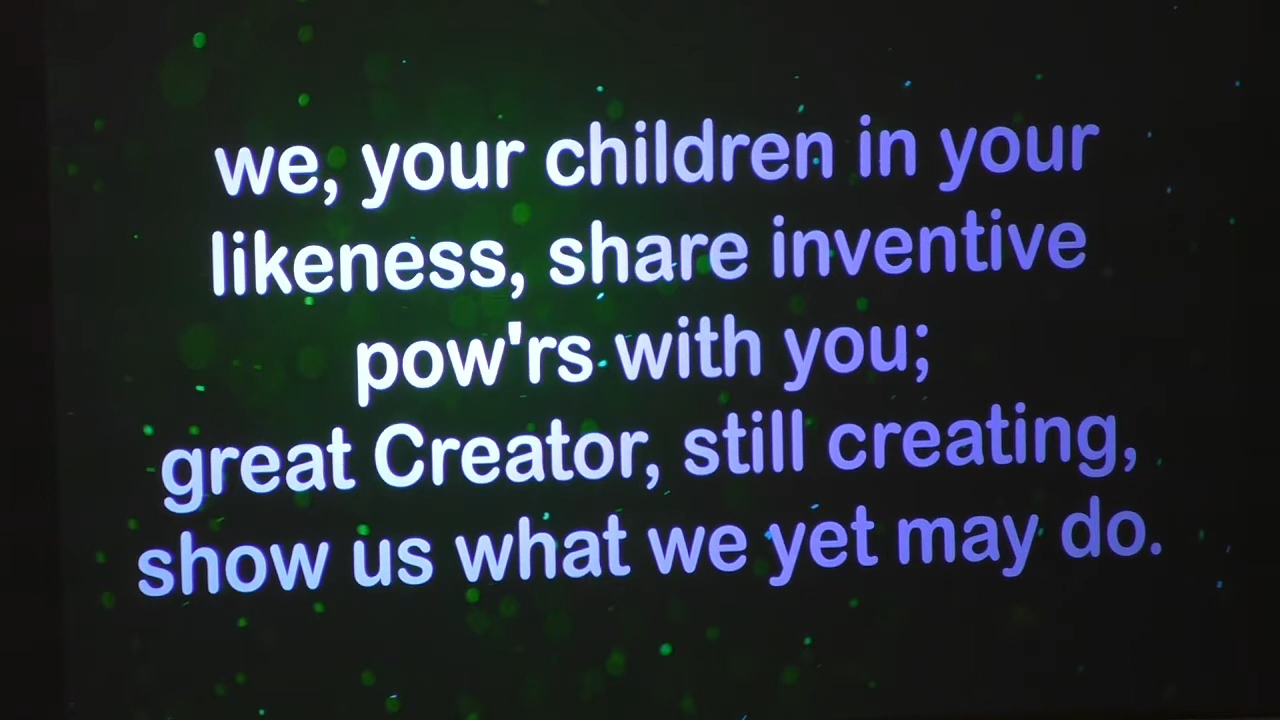 we, your children in your
likeness, share inventive
pow'rs with you;
great Creator, still creating,
show us what we yet may do.